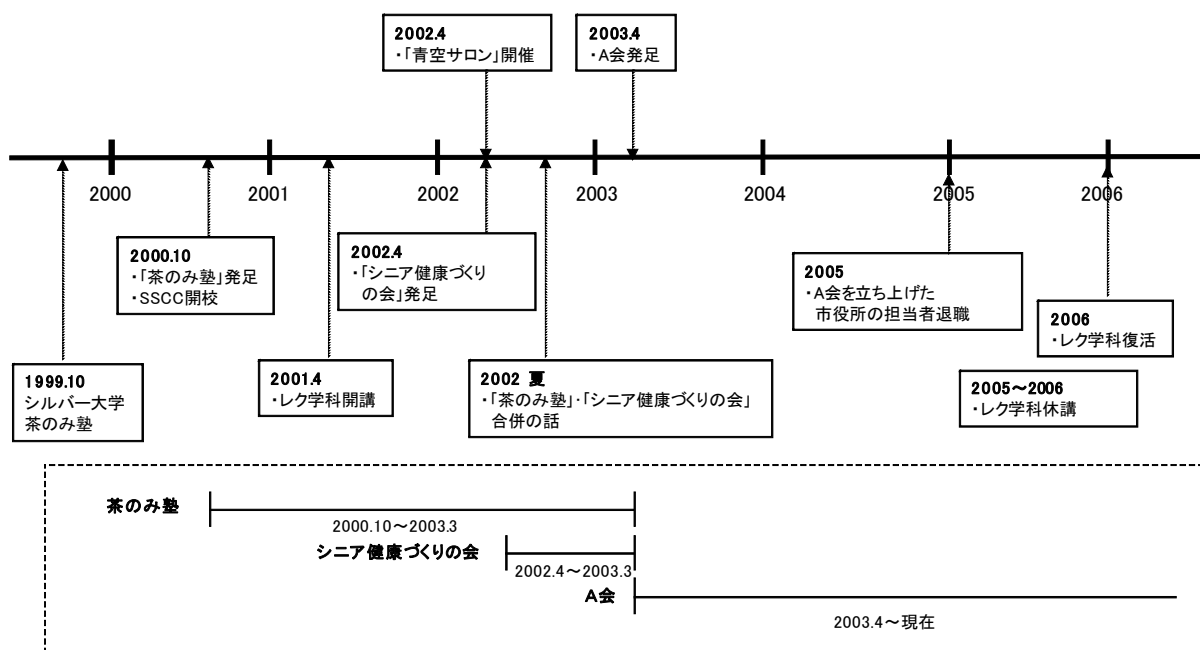 2002.4
・「青空サロン」開催
2003.4
・A会発足
2000
2001
2002
2003
2004
2005
2006
2000.10
・「茶のみ塾」発足
・SSCC開校
2002.4
・「シニア健康づくり
の会」発足
2005
・A会を立ち上げた
市役所の担当者退職
2006
・レク学科復活
1999.10
シルバー大学
茶のみ塾
2001.4
・レク学科開講
2002 夏
・「茶のみ塾」・「シニア健康づくりの会」
合併の話
2005～2006
・レク学科休講
茶のみ塾
2000.10～2003.3
シニア健康づくりの会
2002.4～2003.3
A会
2003.4～現在